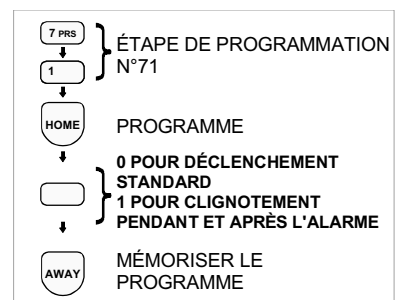 7 PRS
ÉTAPE DE PROGRAMMATION
1
N°71
HOME
PROGRAMME
0 POUR DÉCLENCHEMENT
STANDARD
1 POUR CLIGNOTEMENT
PENDANT ET APRÈS L'ALARME
AWAY
MÉMORISER LE
PROGRAMME